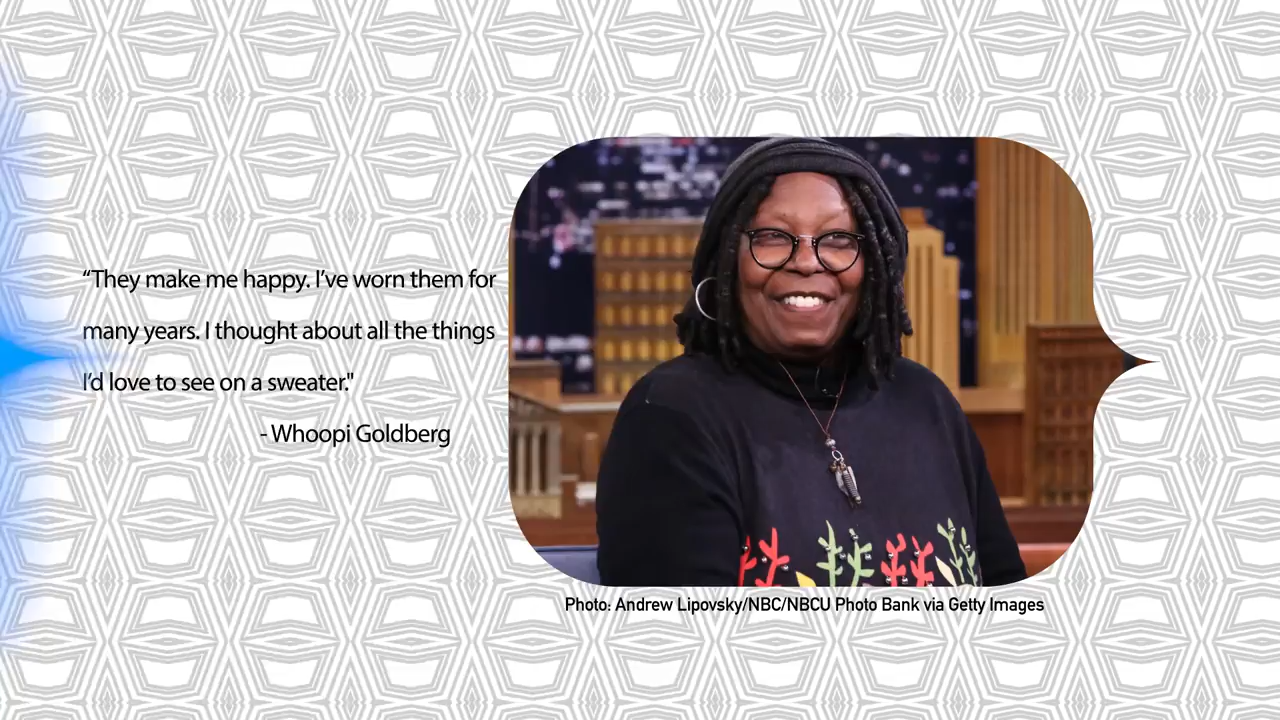 “They make me happy. I’ve worn them for
many years. I thought about all the things
I’d love to see on a sweater."
- Whoopi Goldberg
Photo: Andrew Lipovsky/NBC/NBCU Photo Bank via Getty Images